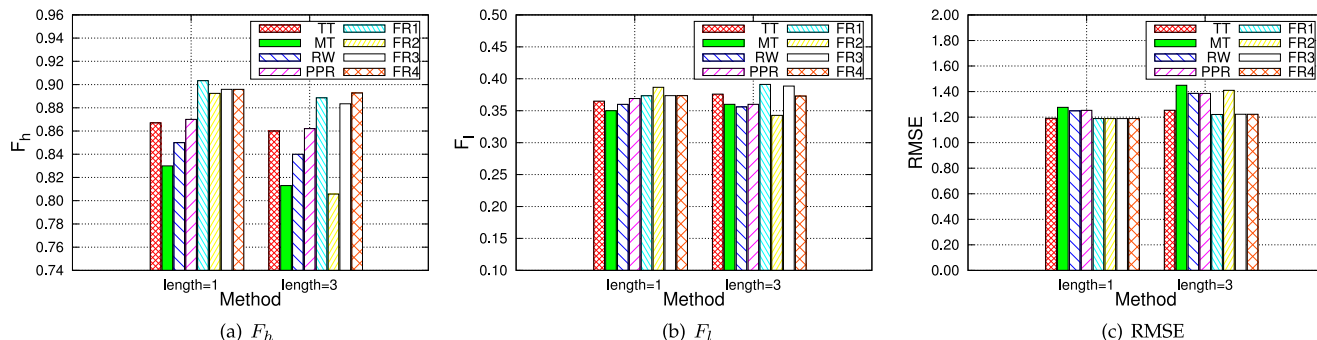 0.96
0.94
0.92
0.90
0.88
0.86
0.84
0.82
0.80
0.78
0.76
0.74
F_h
TT
MT
RW
PPR
FR1
FR2
FR3
FR4
length=1
length=3
Method
(a) F_h
0.50
0.45
0.40
0.35
0.30
0.25
0.20
0.15
0.10
F_l
TT
MT
RW
PPR
FR1
FR2
FR3
FR4
length=1
length=3
Method
(b) F_l
2.00
1.80
1.60
1.40
1.20
1.00
0.80
0.60
0.40
0.20
0.00
RMSE
TT
MT
RW
PPR
FR1
FR2
FR3
FR4
length=1
length=3
Method
(c) RMSE